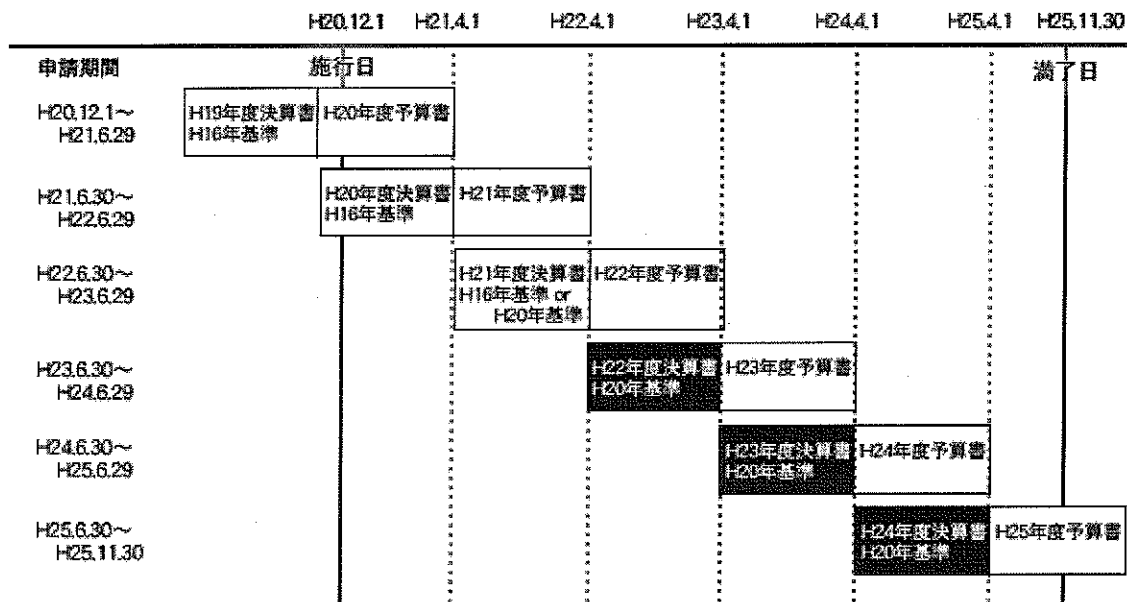 H20.12.1 H21.4.1 H22.4.1 H23.4.1 H24.4.1 H25.4.1 H25.11.30
申請期間 施行日 満了日
H20.12.1～
H21.6.29
H19年度決算書 H20年度予算書
H16年基準
H21.6.30～
H22.6.29
H20年度決算書 H21年度予算書
H16年基準
H22.6.30～
H23.6.29
H21年度決算書 H22年度予算書
H16年基準 or
H20年基準
H23.6.30～
H24.6.29
H22年度決算書 H23年度予算書
H20年基準
H24.6.30～
H25.6.29
H23年度決算書 H24年度予算書
H20年基準
H25.6.30～
H25.11.30
H24年度決算書 H25年度予算書
H20年基準